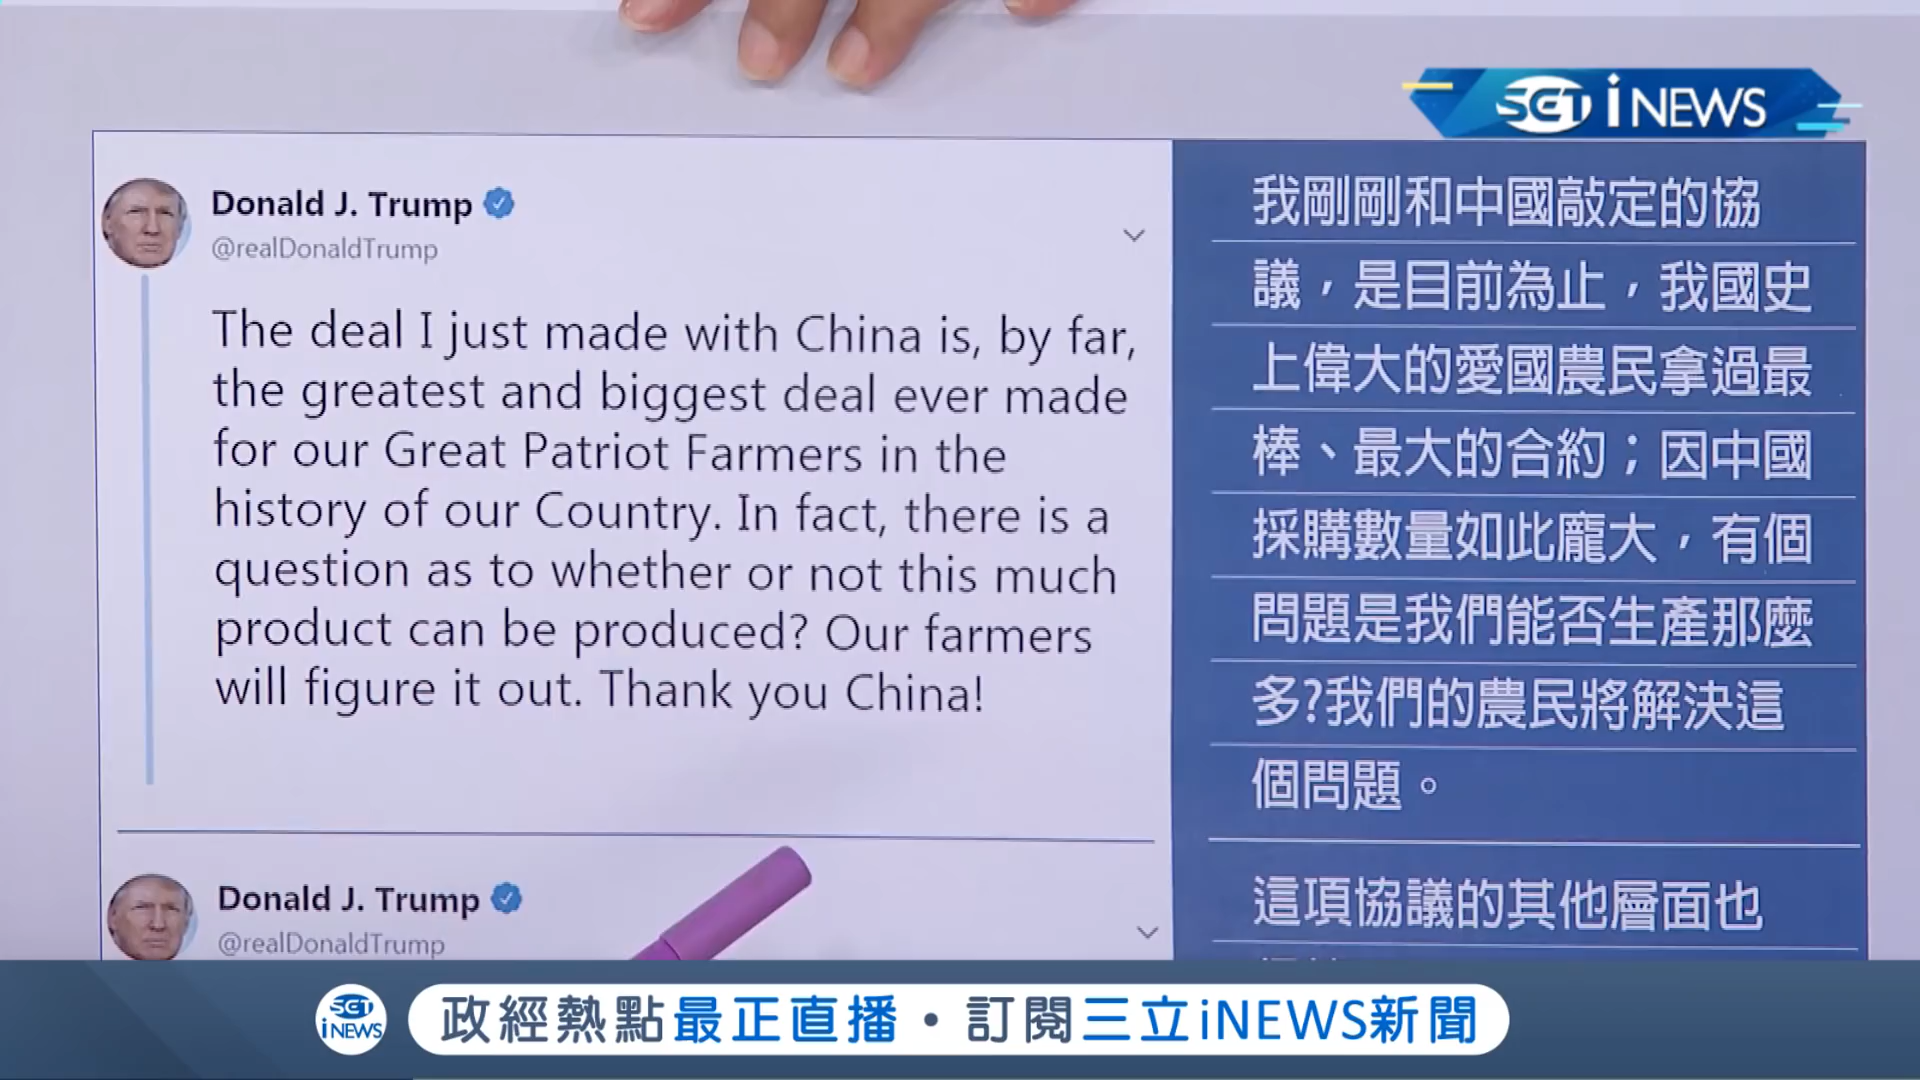 SET iNEWS
Donald J. Trump
@realDonaldTrump
The deal I just made with China is, by far,
the greatest and biggest deal ever made
for our Great Patriot Farmers in the
history of our Country. In fact, there is a
question as to whether or not this much
product can be produced? Our farmers
will figure it out. Thank you China!
Donald J. Trump
@realDonaldTrump
我剛剛和中國敲定的協
議，是目前為止，我國史
上偉大的愛國農民拿過最
棒、最大的合約；因中國
採購數量如此龐大，有個
問題是我們能否生產那麼
多?我們的農民將解決這
個問題。
這項協議的其他層面也
SET iNEWS
政經熱點最正直播・訂閱三立iNEWS新聞